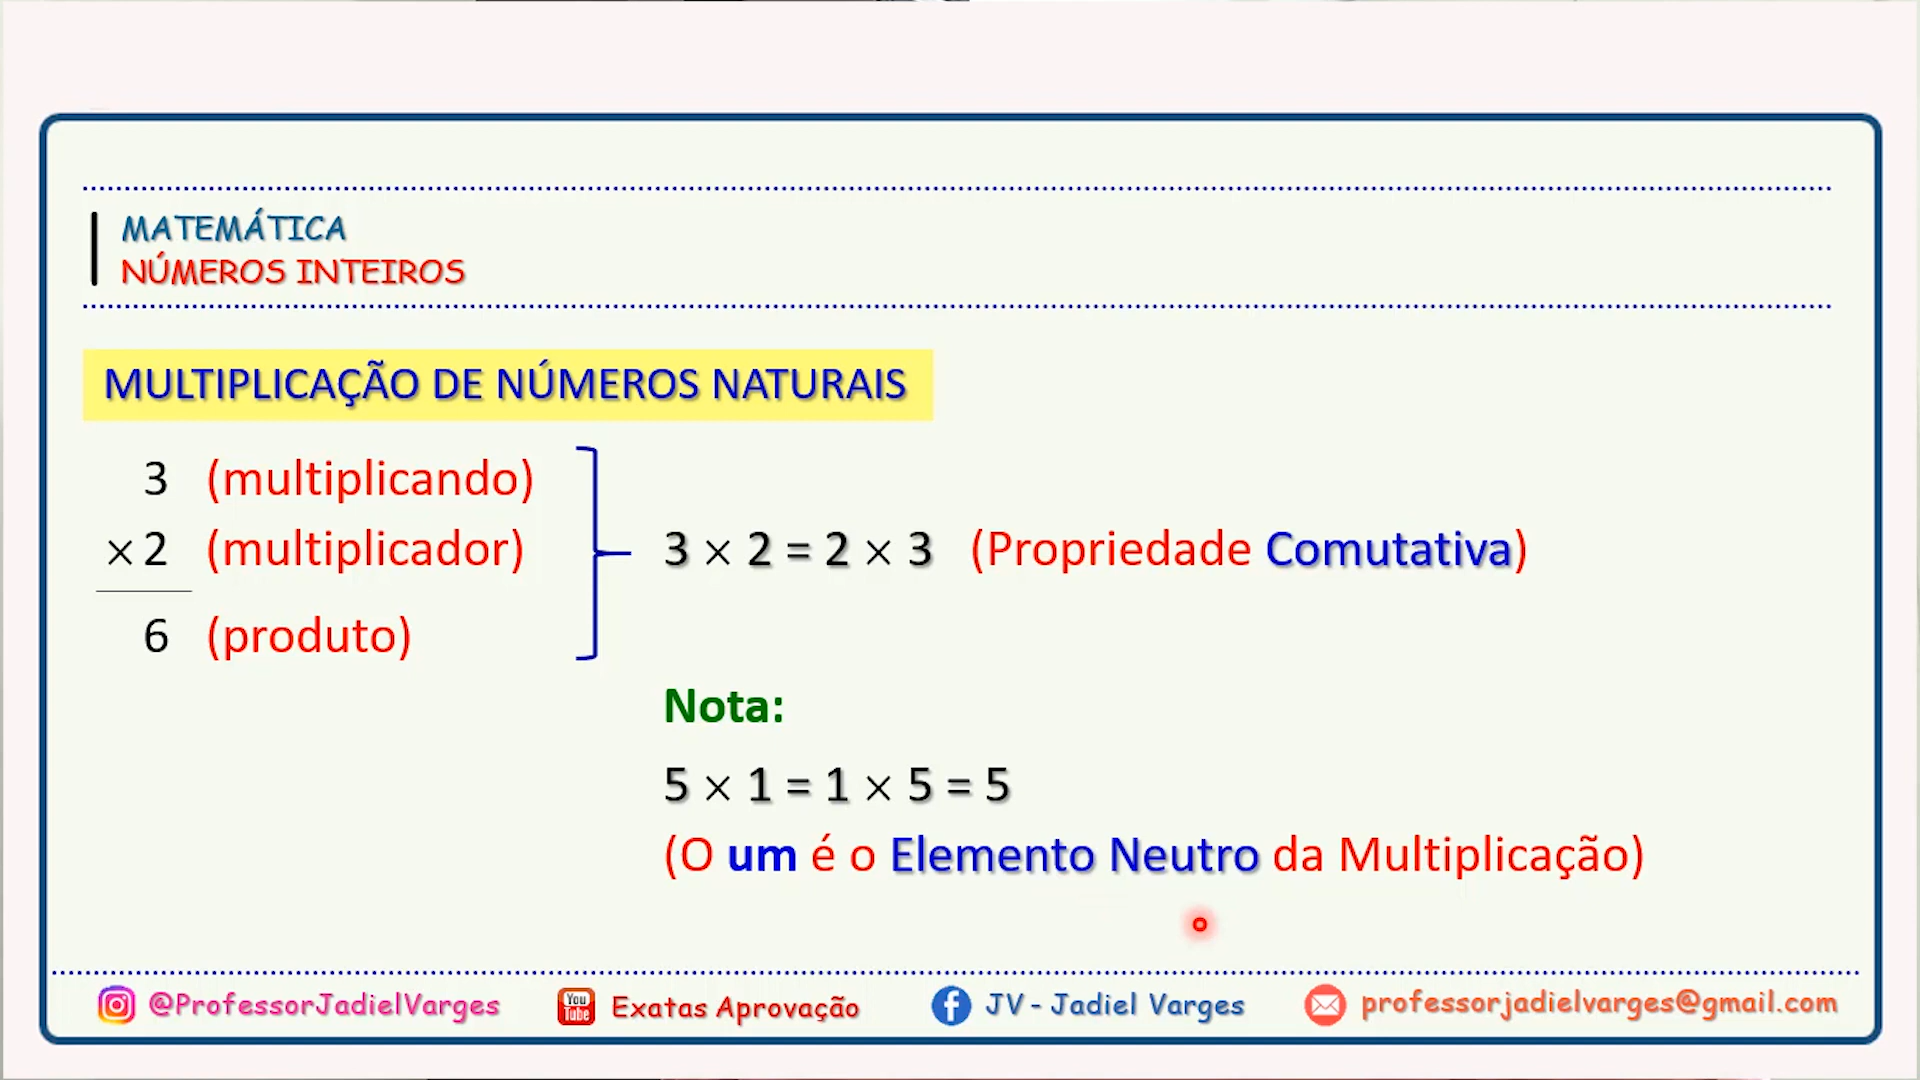 MATEMÁTICA
NÚMEROS INTEIROS
MULTIPLICAÇÃO DE NÚMEROS NATURAIS
3 (multiplicando)
× 2 (multiplicador)
6 (produto)
3 × 2 = 2 × 3 (Propriedade Comutativa)
Nota:
5 × 1 = 1 × 5 = 5
(O um é o Elemento Neutro da Multiplicação)
@ProfessorJadielVarges You Tube Exatas Aprovação JV - Jadiel Varges professorjadielvarges@gmail.com